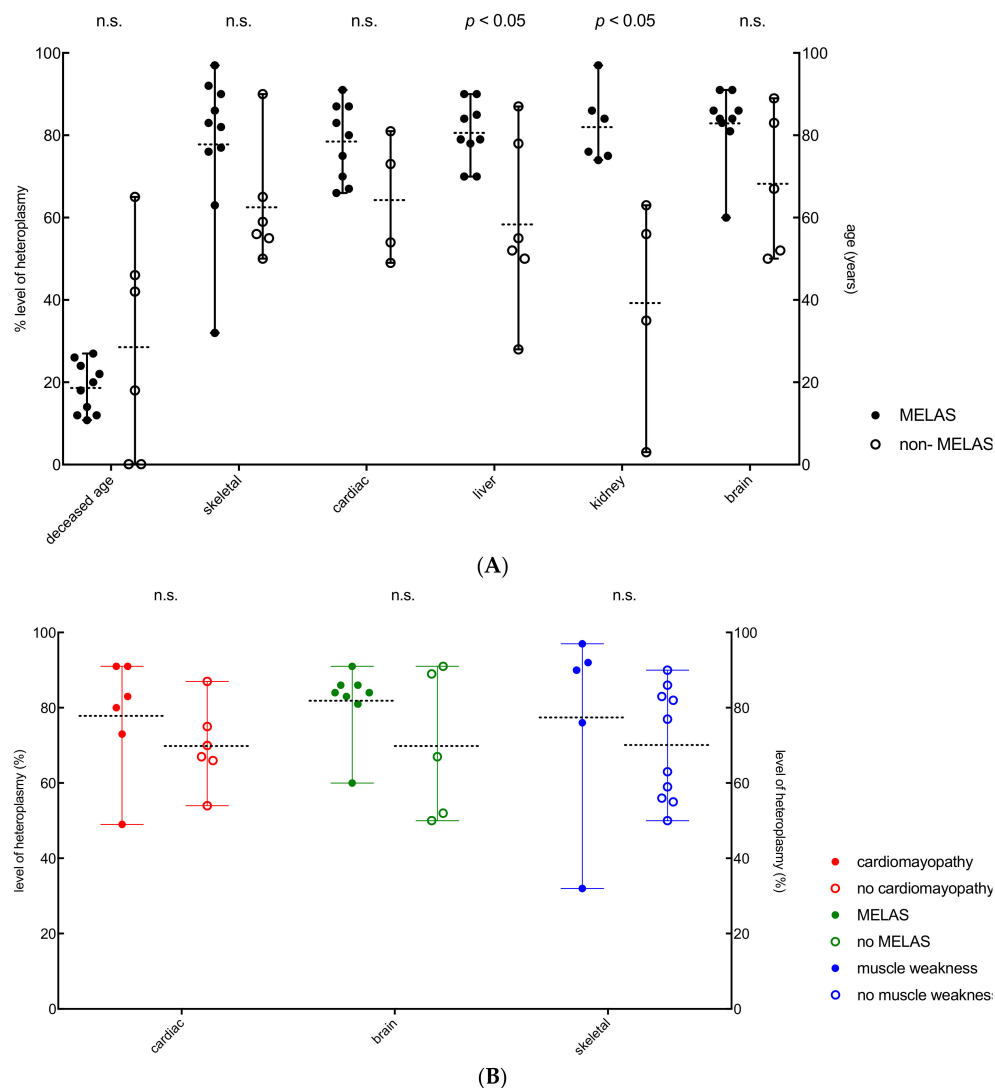 n.s. n.s. n.s. p < 0.05 p < 0.05 n.s.
100 100
80 80
60 60
40 40
20 20
0 0
% level of heteroplasmy
age (years)
MELAS
non- MELAS
deceased age skeletal cardiac liver kidney brain
(A)
n.s. n.s. n.s.
100 100
80 80
60 60
40 40
20 20
0 0
level of heteroplasmy (%)
level of heteroplasmy (%)
cardiomayopathy
no cardiomayopathy
MELAS
no MELAS
muscle weakness
no muscle weakness
cardiac brain skeletal
(B)